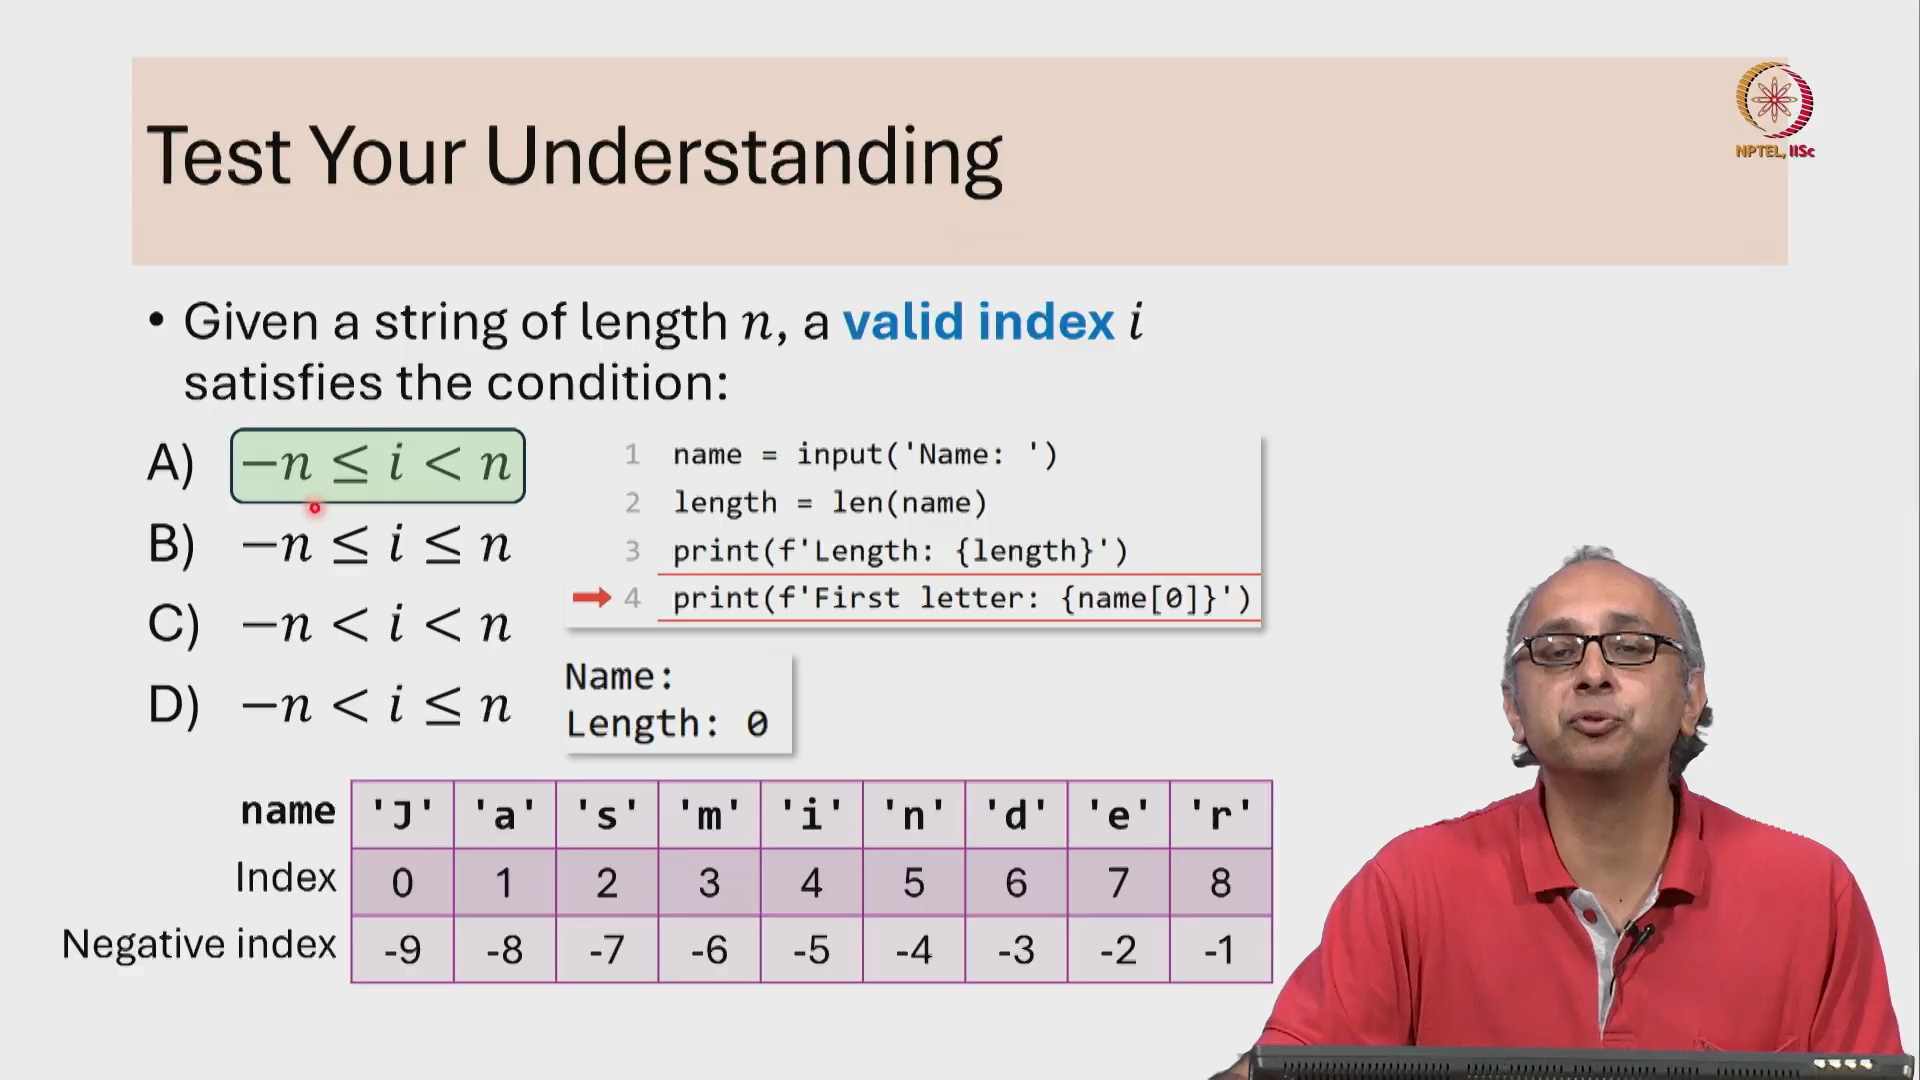 Test Your Understanding
NPTEL, IISc
• Given a string of length n, a valid index i
satisfies the condition:
A) −n ≤ i < n
B) −n ≤ i ≤ n
C) −n < i < n
D) −n < i ≤ n
1 name = input('Name: ')
2 length = len(name)
3 print(f'Length: {length}')
4 print(f'First letter: {name[0]}')
Name:
Length: 0
name 'J' 'a' 's' 'm' 'i' 'n' 'd' 'e' 'r'
Index 0 1 2 3 4 5 6 7 8
Negative index -9 -8 -7 -6 -5 -4 -3 -2 -1